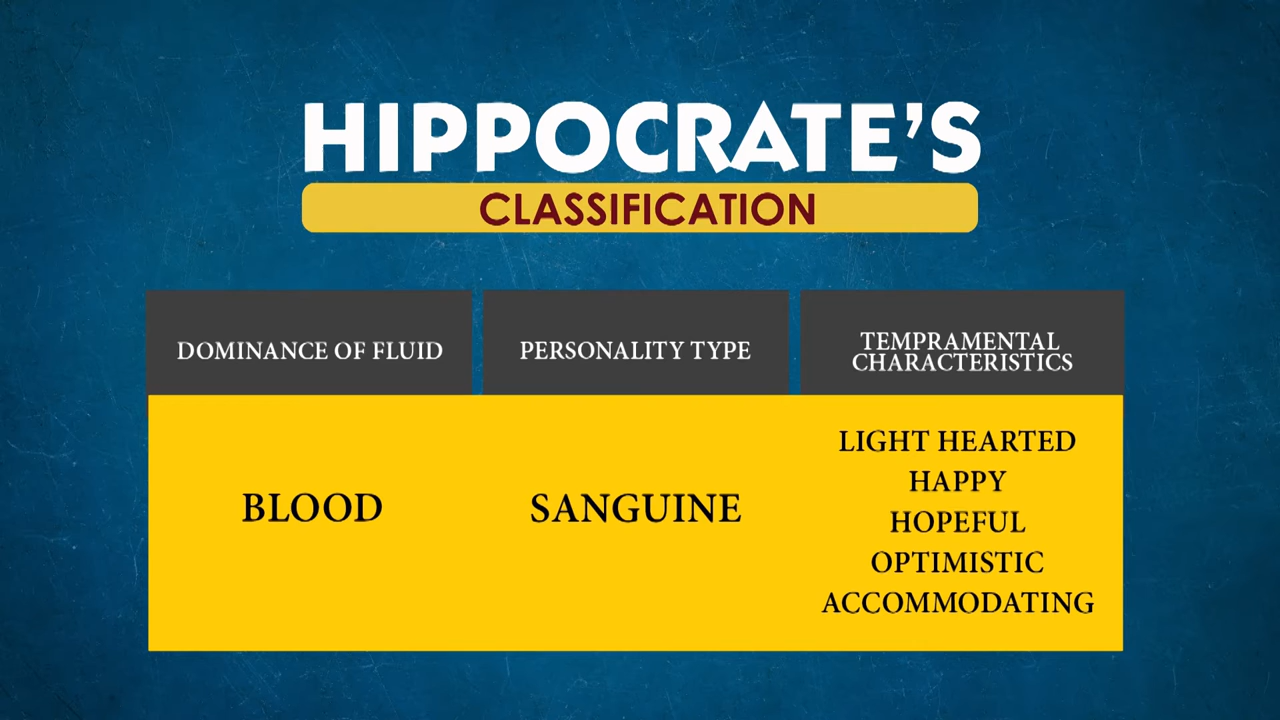 HIPPOCRATE'S
CLASSIFICATION
DOMINANCE OF FLUID
PERSONALITY TYPE
TEMPRAMENTAL
CHARACTERISTICS
BLOOD
SANGUINE
LIGHT HEARTED
HAPPY
HOPEFUL
OPTIMISTIC
ACCOMMODATING